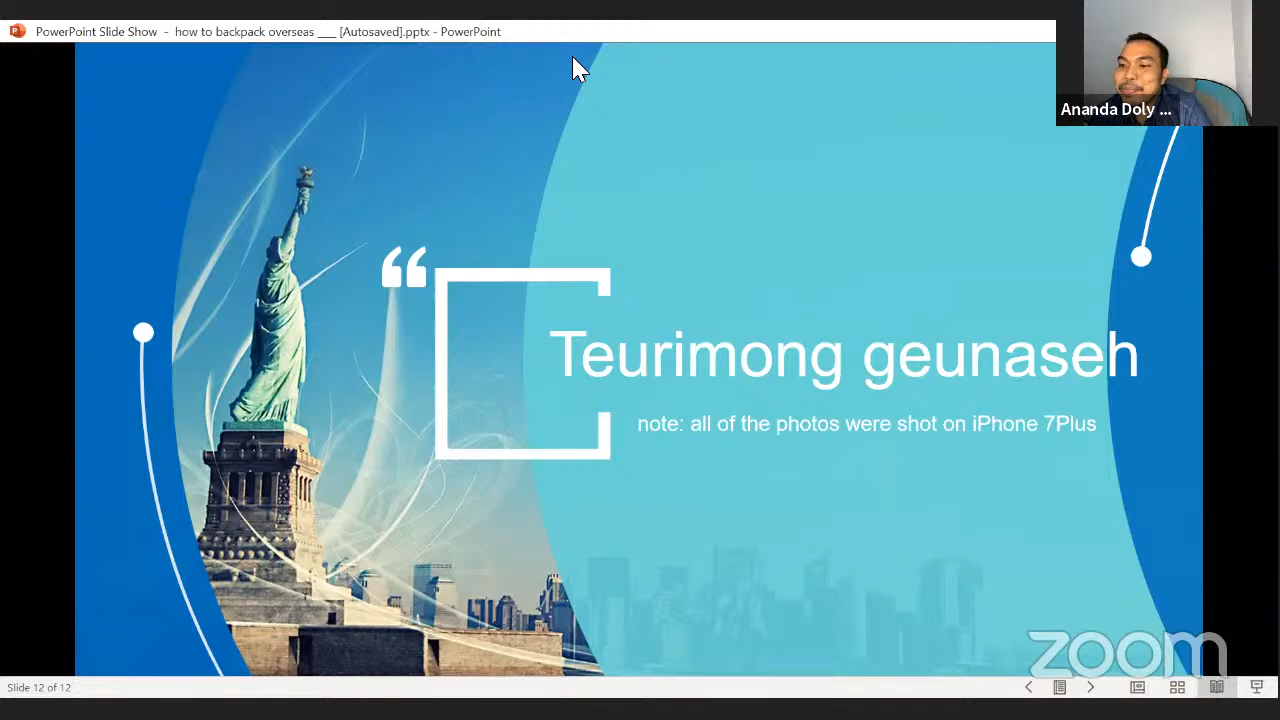 PowerPoint Slide Show - how to backpack overseas ___ [Autosaved].pptx - PowerPoint
Ananda Doly ...
“
Teurimong geunaseh
note: all of the photos were shot on iPhone 7Plus
zoom
Slide 12 of 12